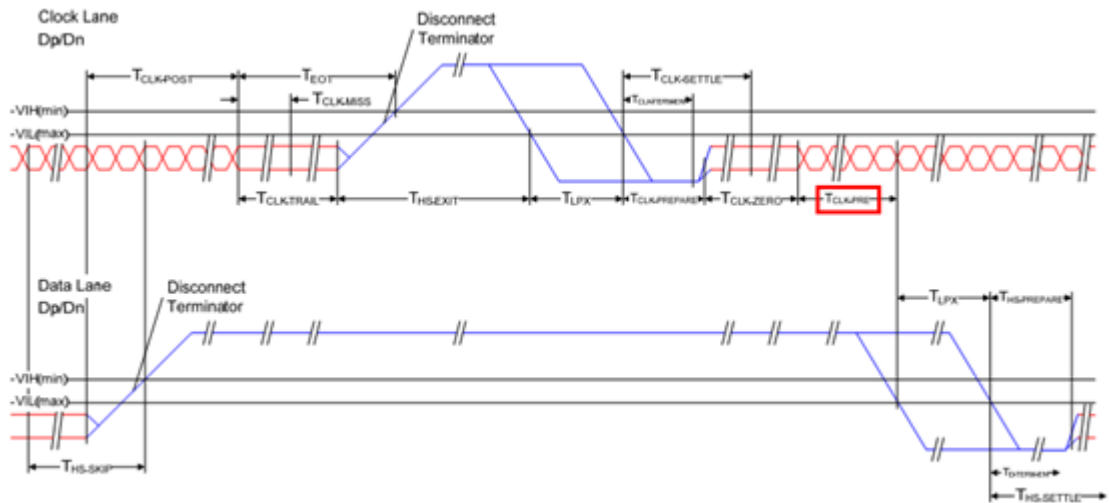 Clock Lane
Dp/Dn
Disconnect
Terminator
TCLK-POST
TEOT
TCLK-SETTLE
TCLK-MISS
TCLK-TERM-EN
VIH(min)
VIL(max)
TCLK-TRAIL
THS-EXIT
TLPX
TCLK-PREPARE
TCLK-ZERO
TCLK-PRE
Data Lane
Dp/Dn
Disconnect
Terminator
TLPX
THS-PREPARE
VIH(min)
VIL(max)
THS-SKIP
TD-TERM-EN
THS-SETTLE